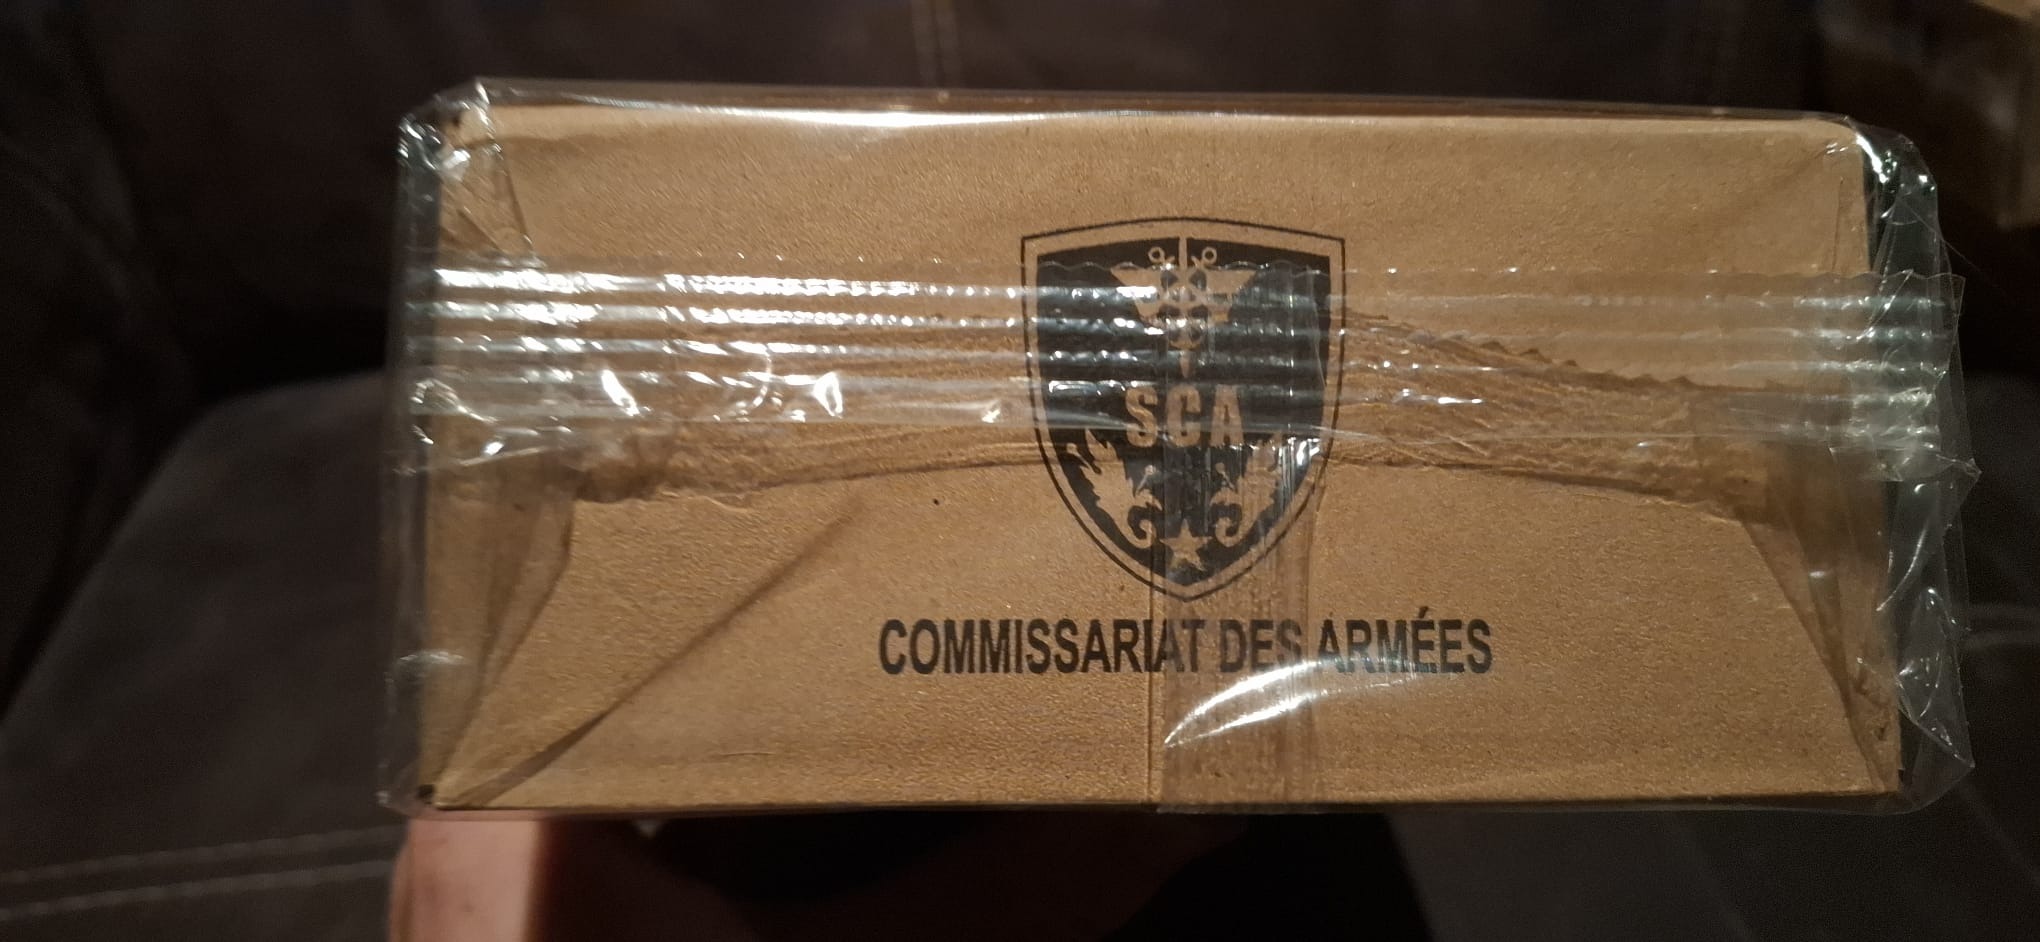 SCA
COMMISSARIAT DES ARMÉES